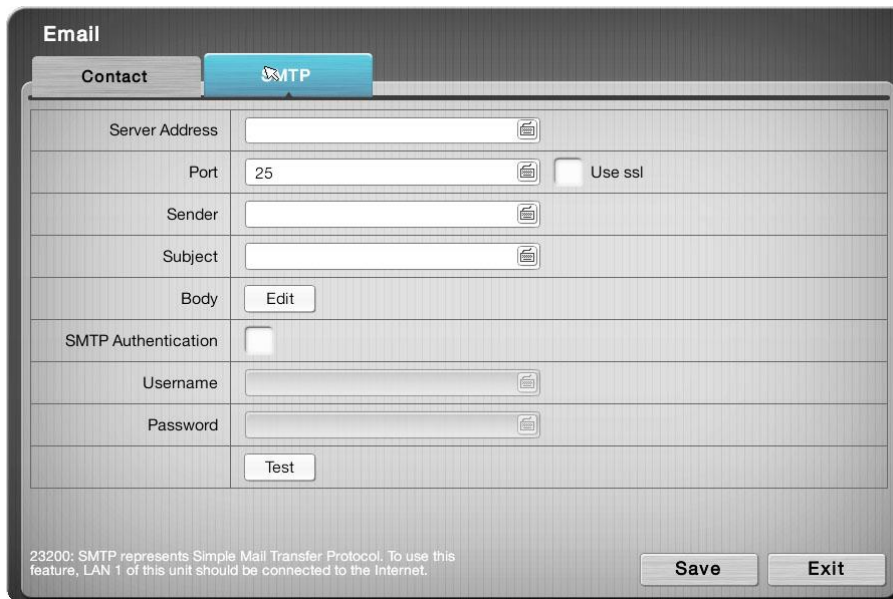 Email
Contact
SMTP
Server Address
Port 25 Use ssl
Sender
Subject
Body Edit
SMTP Authentication
Username
Password
Test
23200: SMTP represents Simple Mail Transfer Protocol. To use this
feature, LAN 1 of this unit should be connected to the Internet.
Save Exit